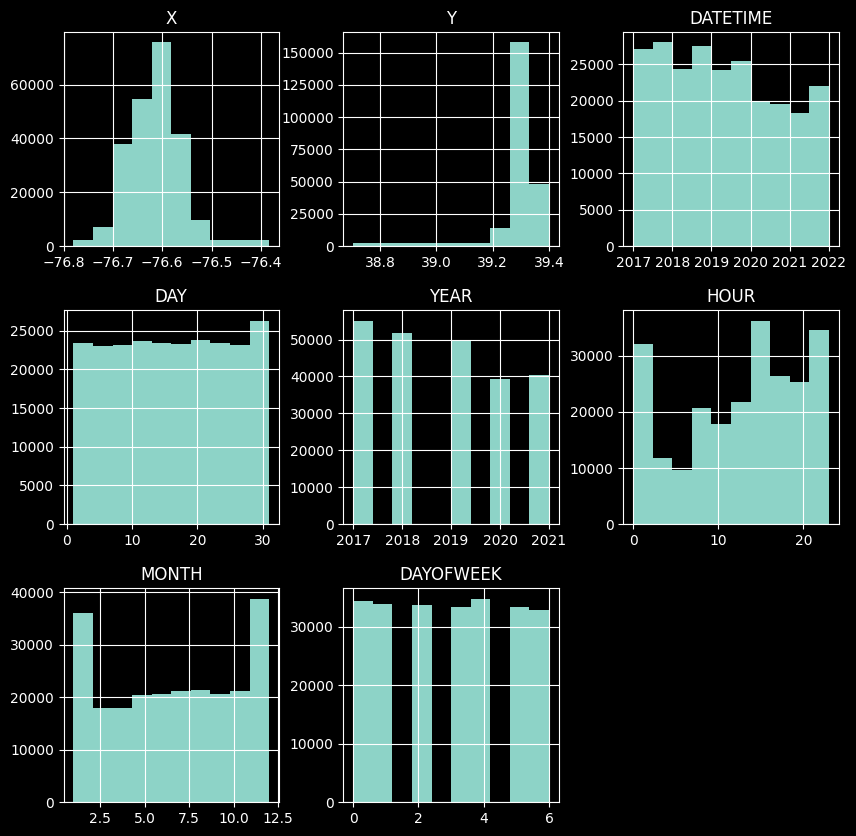 X
60000
40000
20000
0
−76.8 −76.7 −76.6 −76.5 −76.4
Y
150000
125000
100000
75000
50000
25000
0
38.8 39.0 39.2 39.4
DATETIME
25000
20000
15000
10000
5000
0
2017 2018 2019 2020 2021 2022
DAY
25000
20000
15000
10000
5000
0
0 10 20 30
YEAR
50000
40000
30000
20000
10000
0
2017 2018 2019 2020 2021
HOUR
30000
20000
10000
0
0 10 20
MONTH
40000
30000
20000
10000
0
2.5 5.0 7.5 10.0 12.5
DAYOFWEEK
30000
20000
10000
0
0 2 4 6